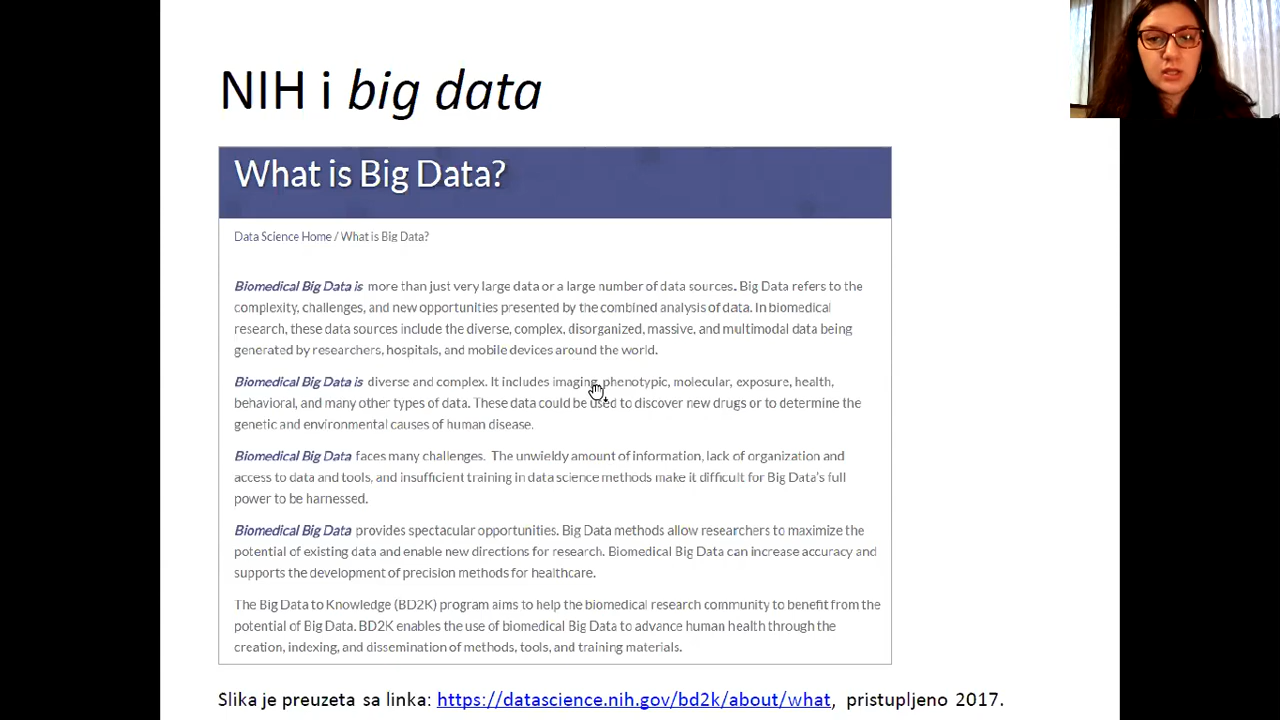 NIH i big data
What is Big Data?
Data Science Home / What is Big Data?
Biomedical Big Data is more than just very large data or a large number of data sources. Big Data refers to the
complexity, challenges, and new opportunities presented by the combined analysis of data. In biomedical
research, these data sources include the diverse, complex, disorganized, massive, and multimodal data being
generated by researchers, hospitals, and mobile devices around the world.
Biomedical Big Data is diverse and complex. It includes imaging, phenotypic, molecular, exposure, health,
behavioral, and many other types of data. These data could be used to discover new drugs or to determine the
genetic and environmental causes of human disease.
Biomedical Big Data faces many challenges. The unwieldy amount of information, lack of organization and
access to data and tools, and insufficient training in data science methods make it difficult for Big Data's full
power to be harnessed.
Biomedical Big Data provides spectacular opportunities. Big Data methods allow researchers to maximize the
potential of existing data and enable new directions for research. Biomedical Big Data can increase accuracy and
supports the development of precision methods for healthcare.
The Big Data to Knowledge (BD2K) program aims to help the biomedical research community to benefit from the
potential of Big Data. BD2K enables the use of biomedical Big Data to advance human health through the
creation, indexing, and dissemination of methods, tools, and training materials.
Slika je preuzeta sa linka: https://datascience.nih.gov/bd2k/about/what, pristupljeno 2017.